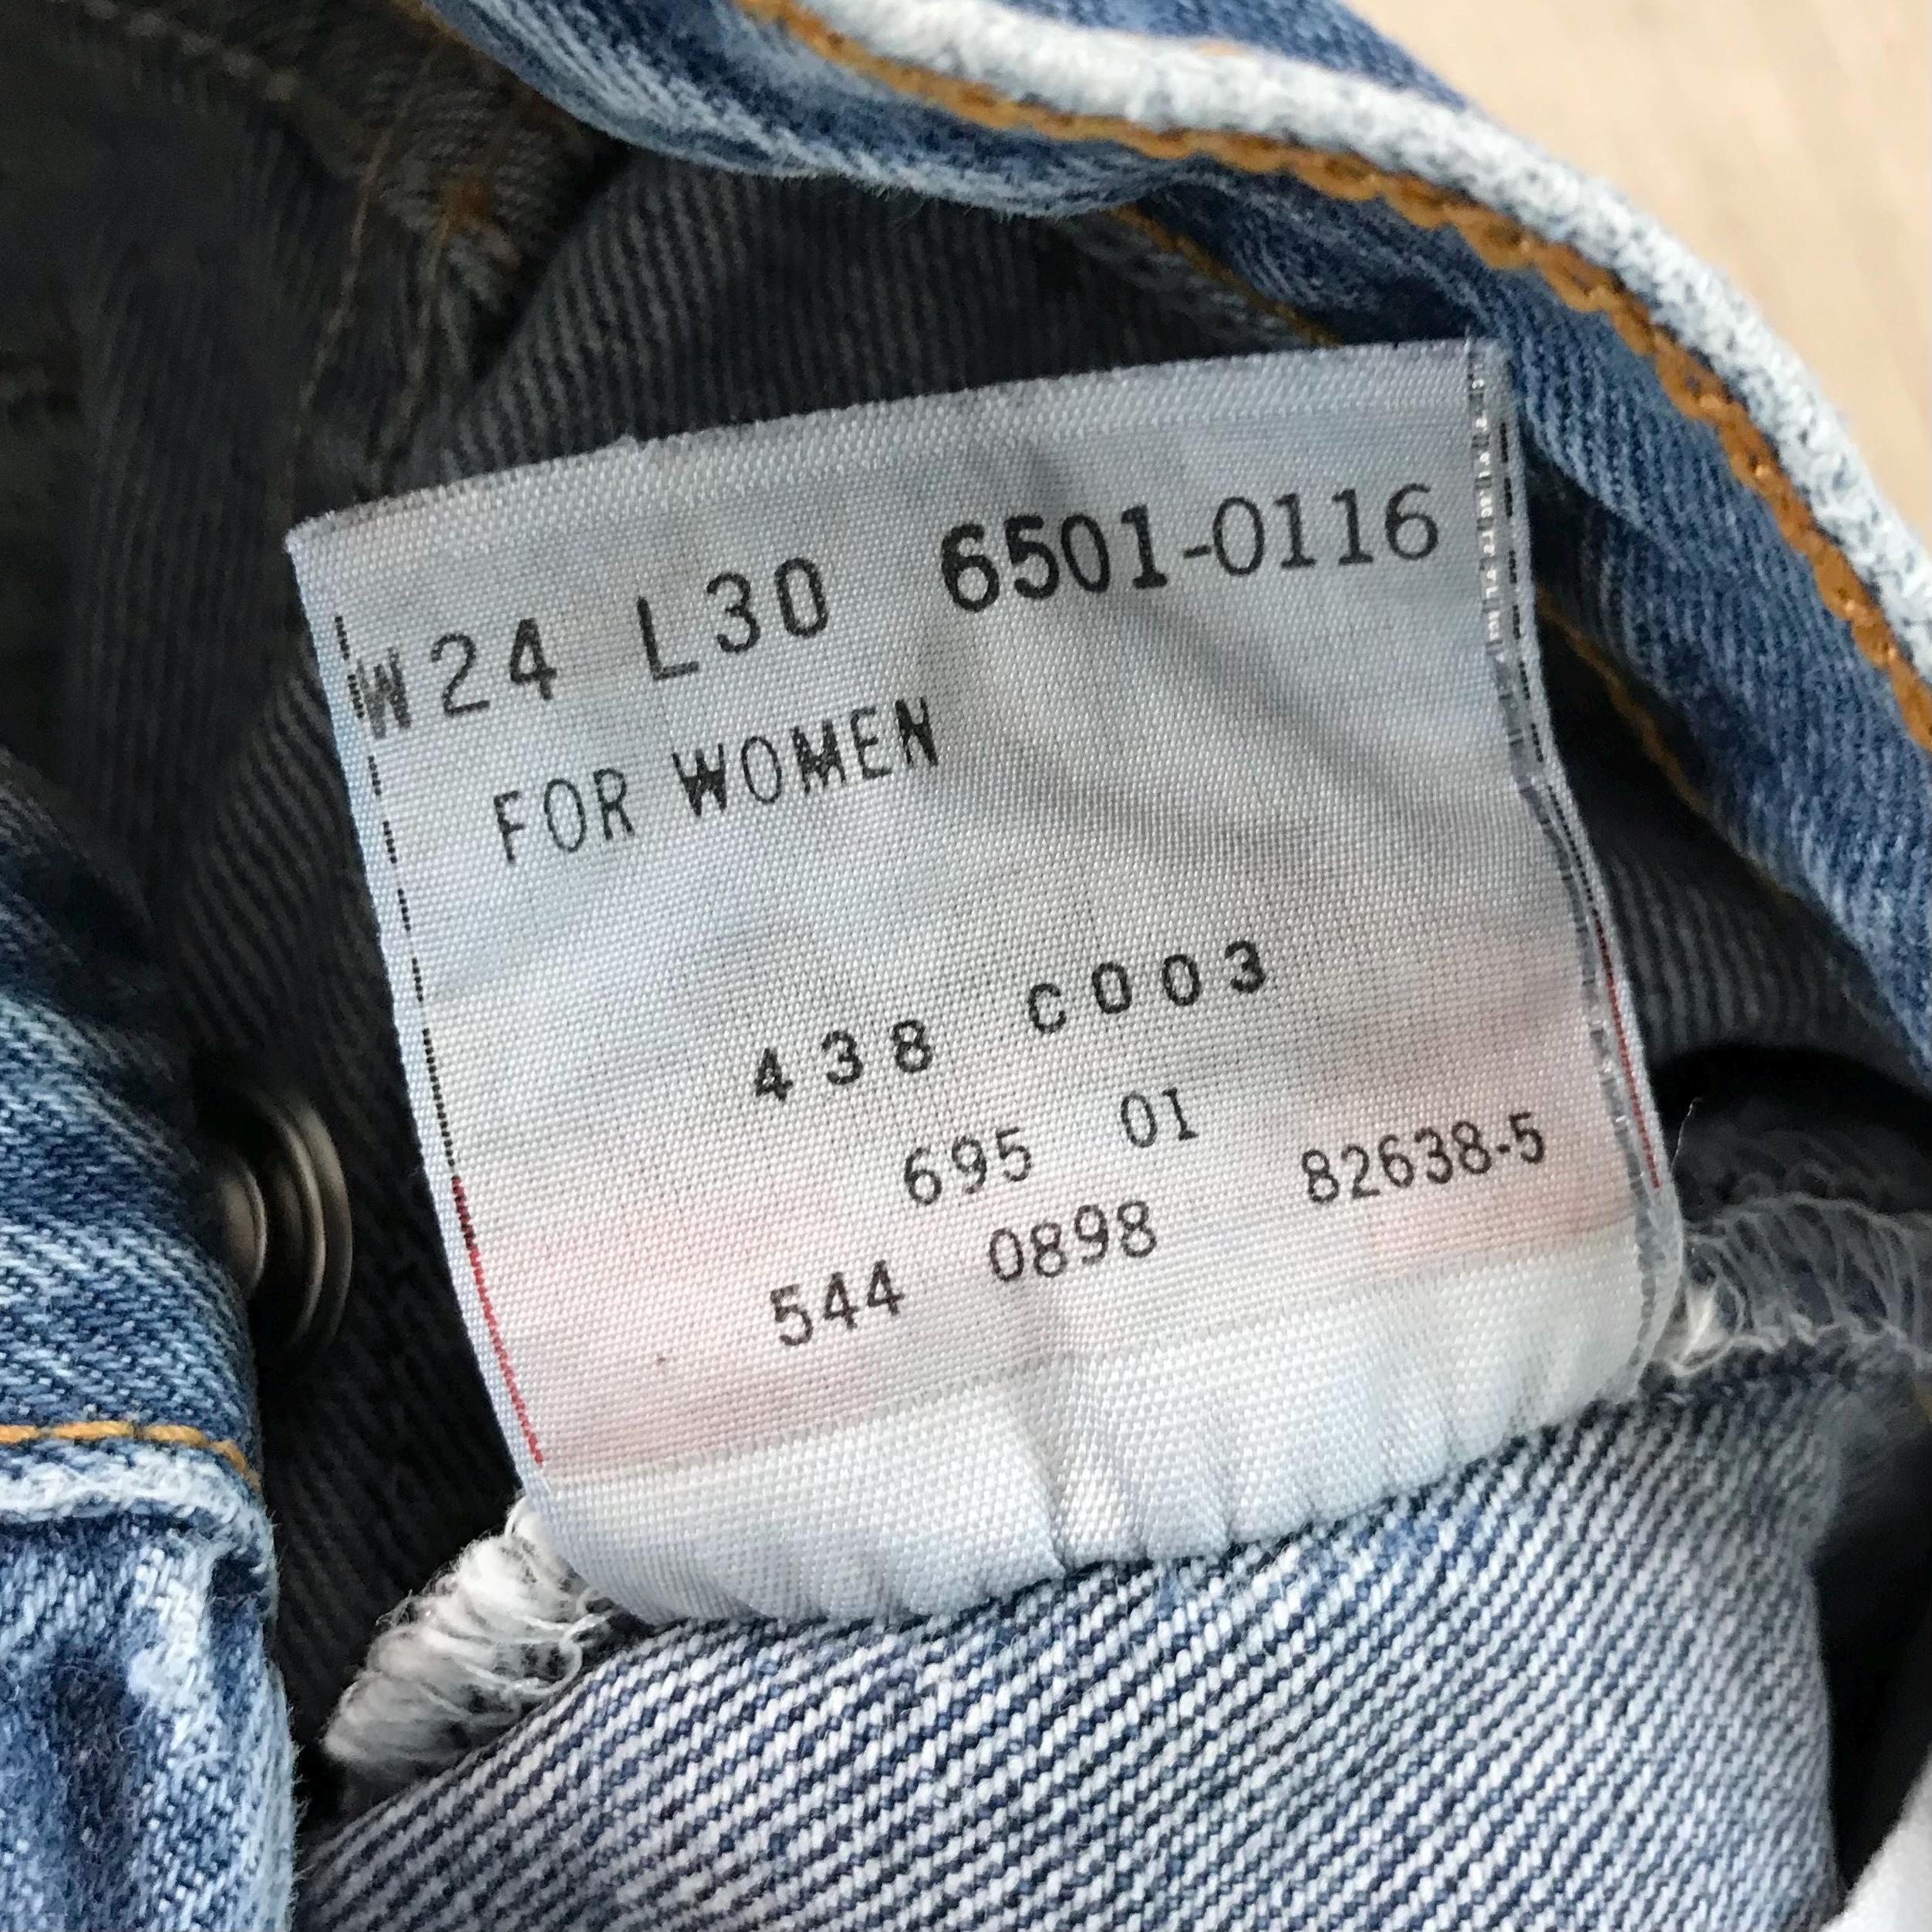 W24 L30 6501-0116
FOR WOMEN
438 C003
695 01
544 0898 82638-5